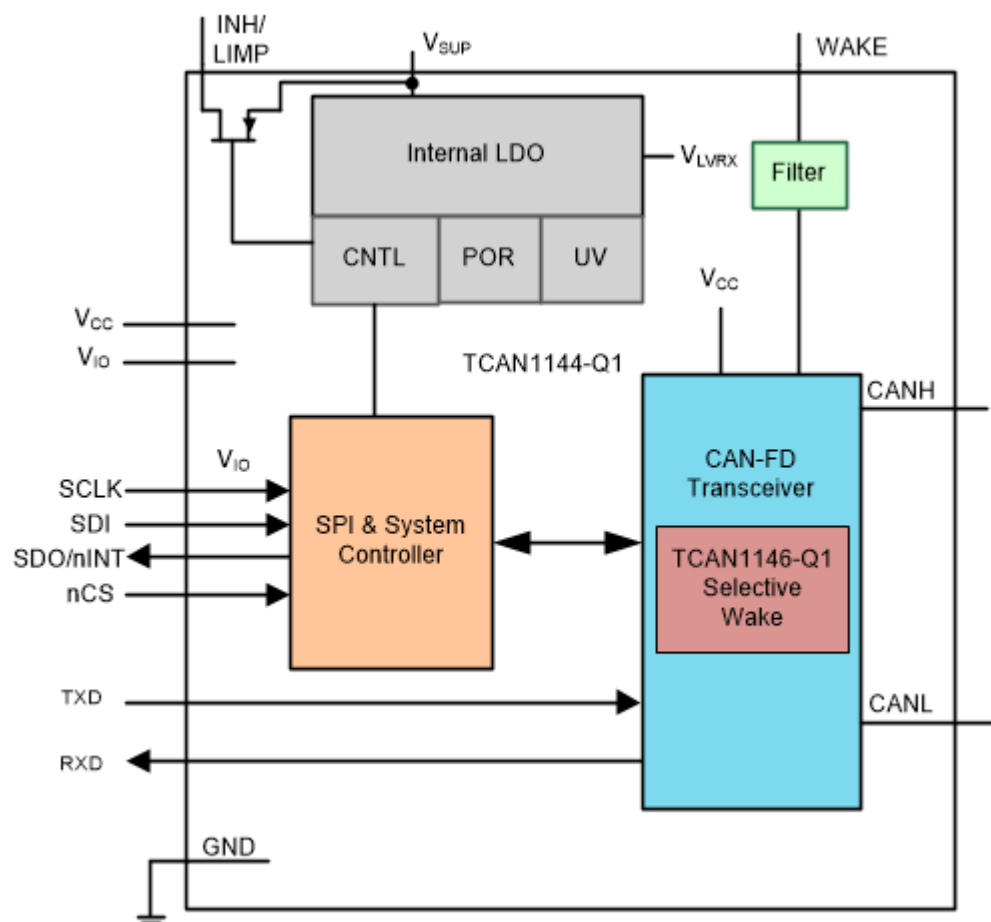 INH/
LIMP
VSUP
WAKE
Internal LDO
VLVRX
Filter
CNTL
POR
UV
VCC
VCC
VIO
TCAN1144-Q1
CANH
CAN-FD
Transceiver
VIO
SCLK
SDI
SPI & System
Controller
SDO/nINT
nCS
TCAN1146-Q1
Selective
Wake
TXD
CANL
RXD
GND